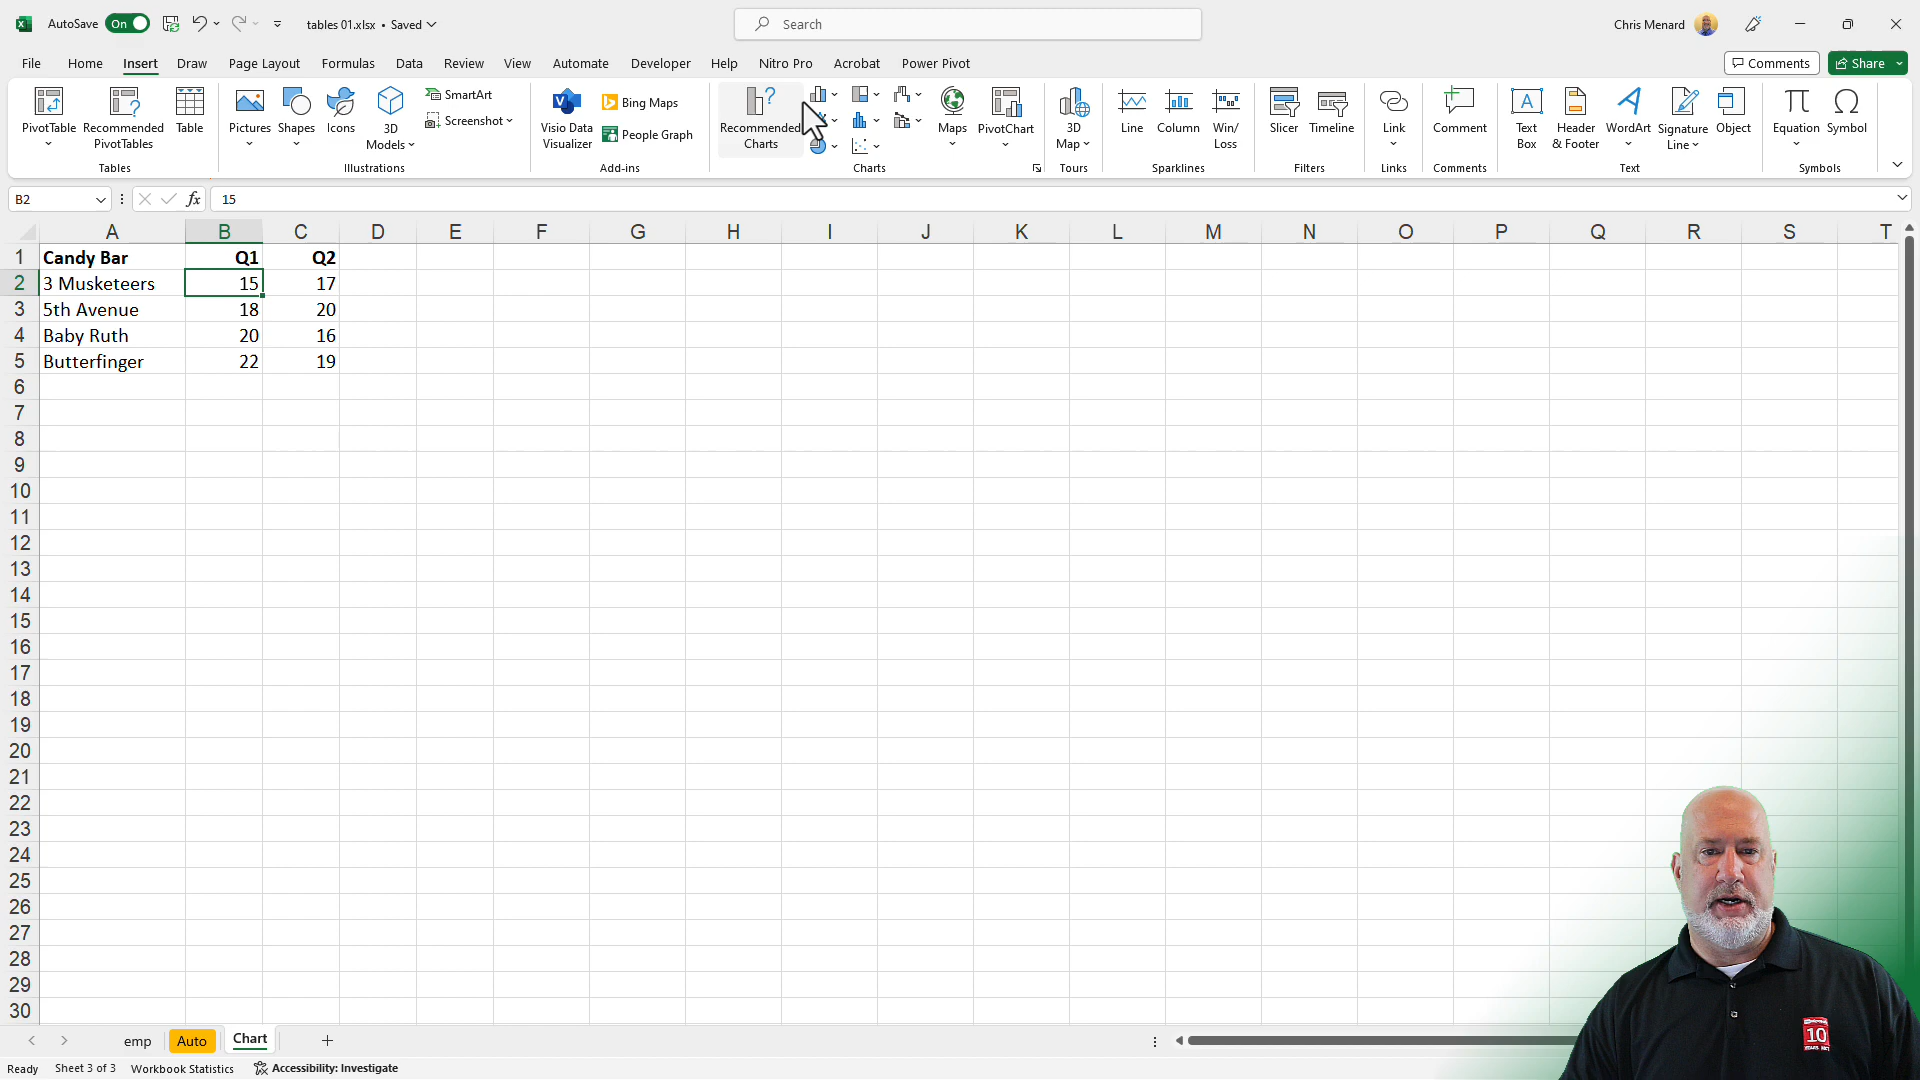 AutoSave On tables 01.xlsx • Saved Search Chris Menard
File Home Insert Draw Page Layout Formulas Data Review View Automate Developer Help Nitro Pro Acrobat Power Pivot Comments Share
PivotTable
Recommended
PivotTables
Table
Tables
Pictures
Shapes
Icons
3D
Models
SmartArt
Screenshot
Illustrations
Visio Data
Visualizer
Bing Maps
People Graph
Add-ins
Recommended
Charts
Maps
PivotChart
Charts
3D
Map
Tours
Line
Column
Win/
Loss
Sparklines
Slicer
Timeline
Filters
Link
Links
Comment
Comments
Text
Box
Header
& Footer
WordArt
Signature
Line
Object
Text
Equation
Symbol
Symbols
B2 fx 15
A B C D E F G H I J K L M N O P Q R S T
1 Candy Bar Q1 Q2
2 3 Musketeers 15 17
3 5th Avenue 18 20
4 Baby Ruth 20 16
5 Butterfinger 22 19
6
7
8
9
10
11
12
13
14
15
16
17
18
19
20
21
22
23
24
25
26
27
28
29
30
10
emp Auto Chart
Ready Sheet 3 of 3 Workbook Statistics Accessibility: Investigate